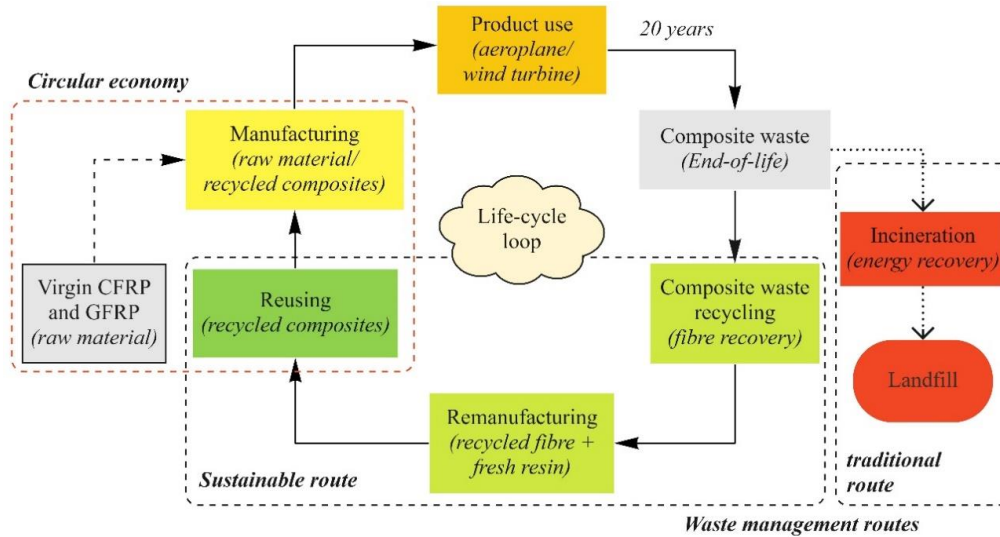 Product use
(aeroplane/
wind turbine)
20 years
Circular economy
Manufacturing
(raw material/
recycled composites)
Composite waste
(End-of-life)
Life-cycle
loop
Incineration
(energy recovery)
Virgin CFRP
and GFRP
(raw material)
Reusing
(recycled composites)
Composite waste
recycling
(fibre recovery)
Landfill
Remanufacturing
(recycled fibre +
fresh resin)
Sustainable route
traditional
route
Waste management routes